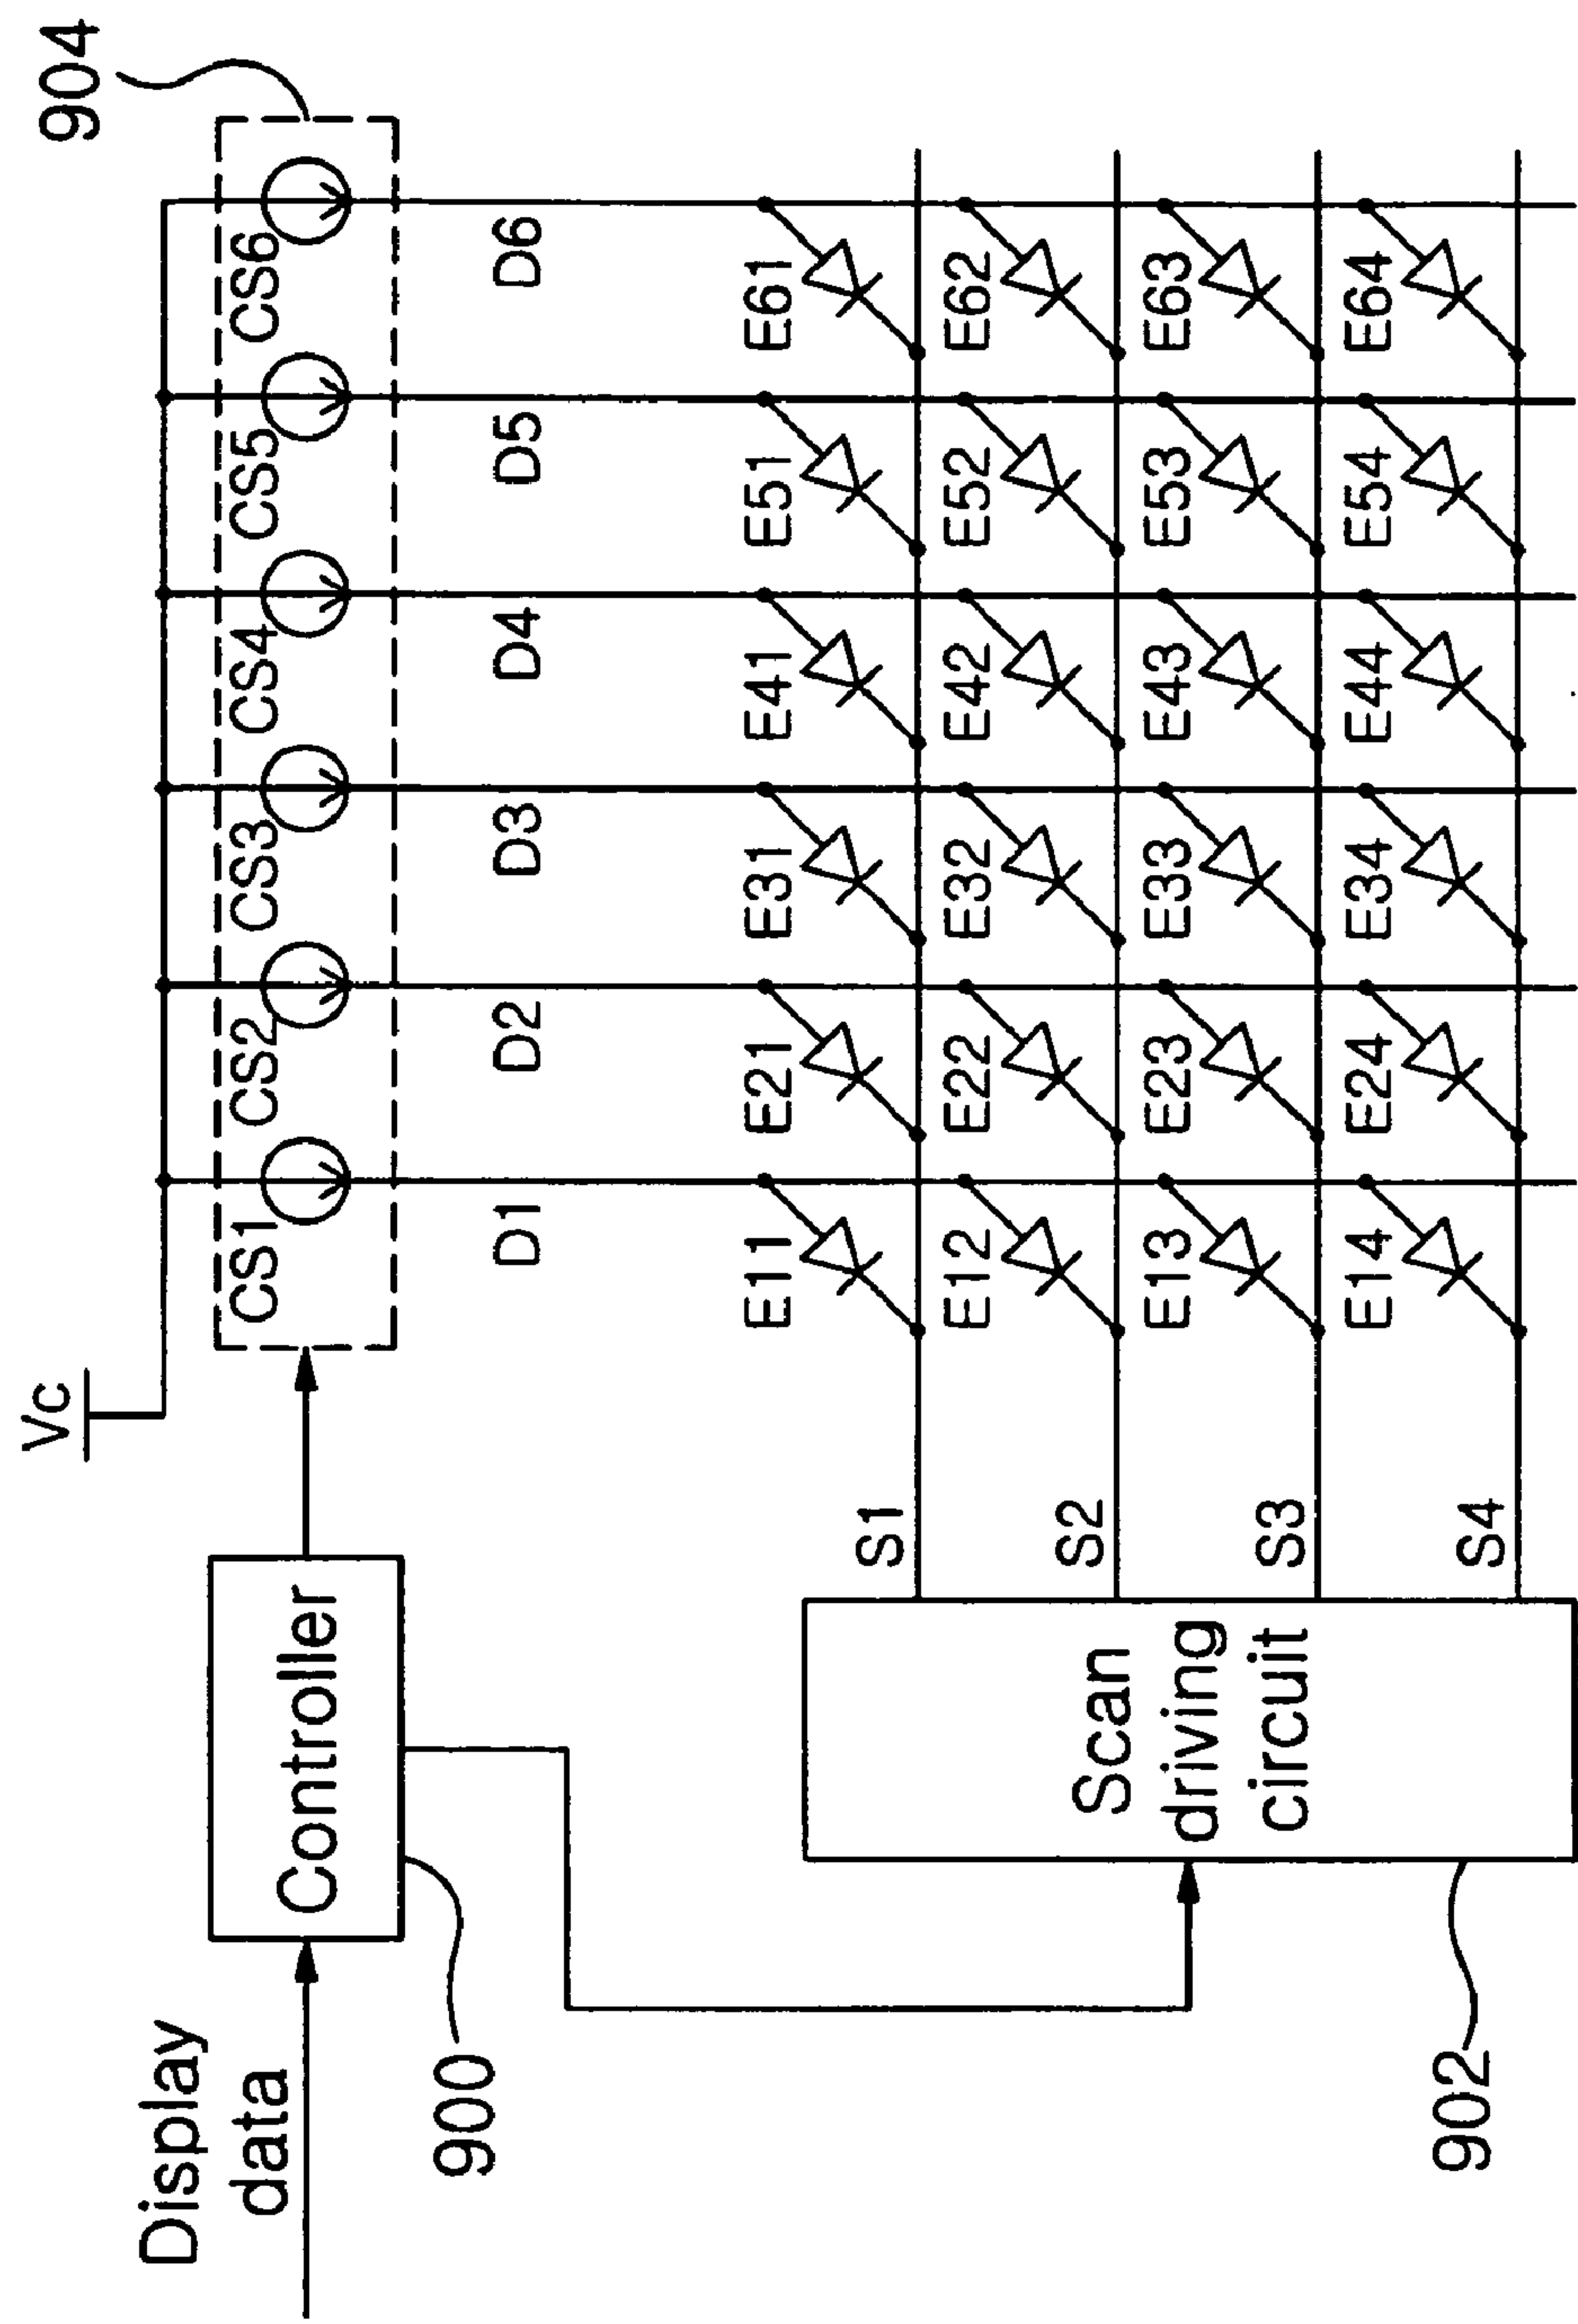 Display
data
Controller
900
Vc
904
CS1 CS2 CS3 CS4 CS5 CS6
D1 D2 D3 D4 D5 D6
E11 E21 E31 E41 E51 E61
S1
E12 E22 E32 E42 E52 E62
S2
E13 E23 E33 E43 E53 E63
S3
E14 E24 E34 E44 E54 E64
S4
Scan
driving
circuit
902